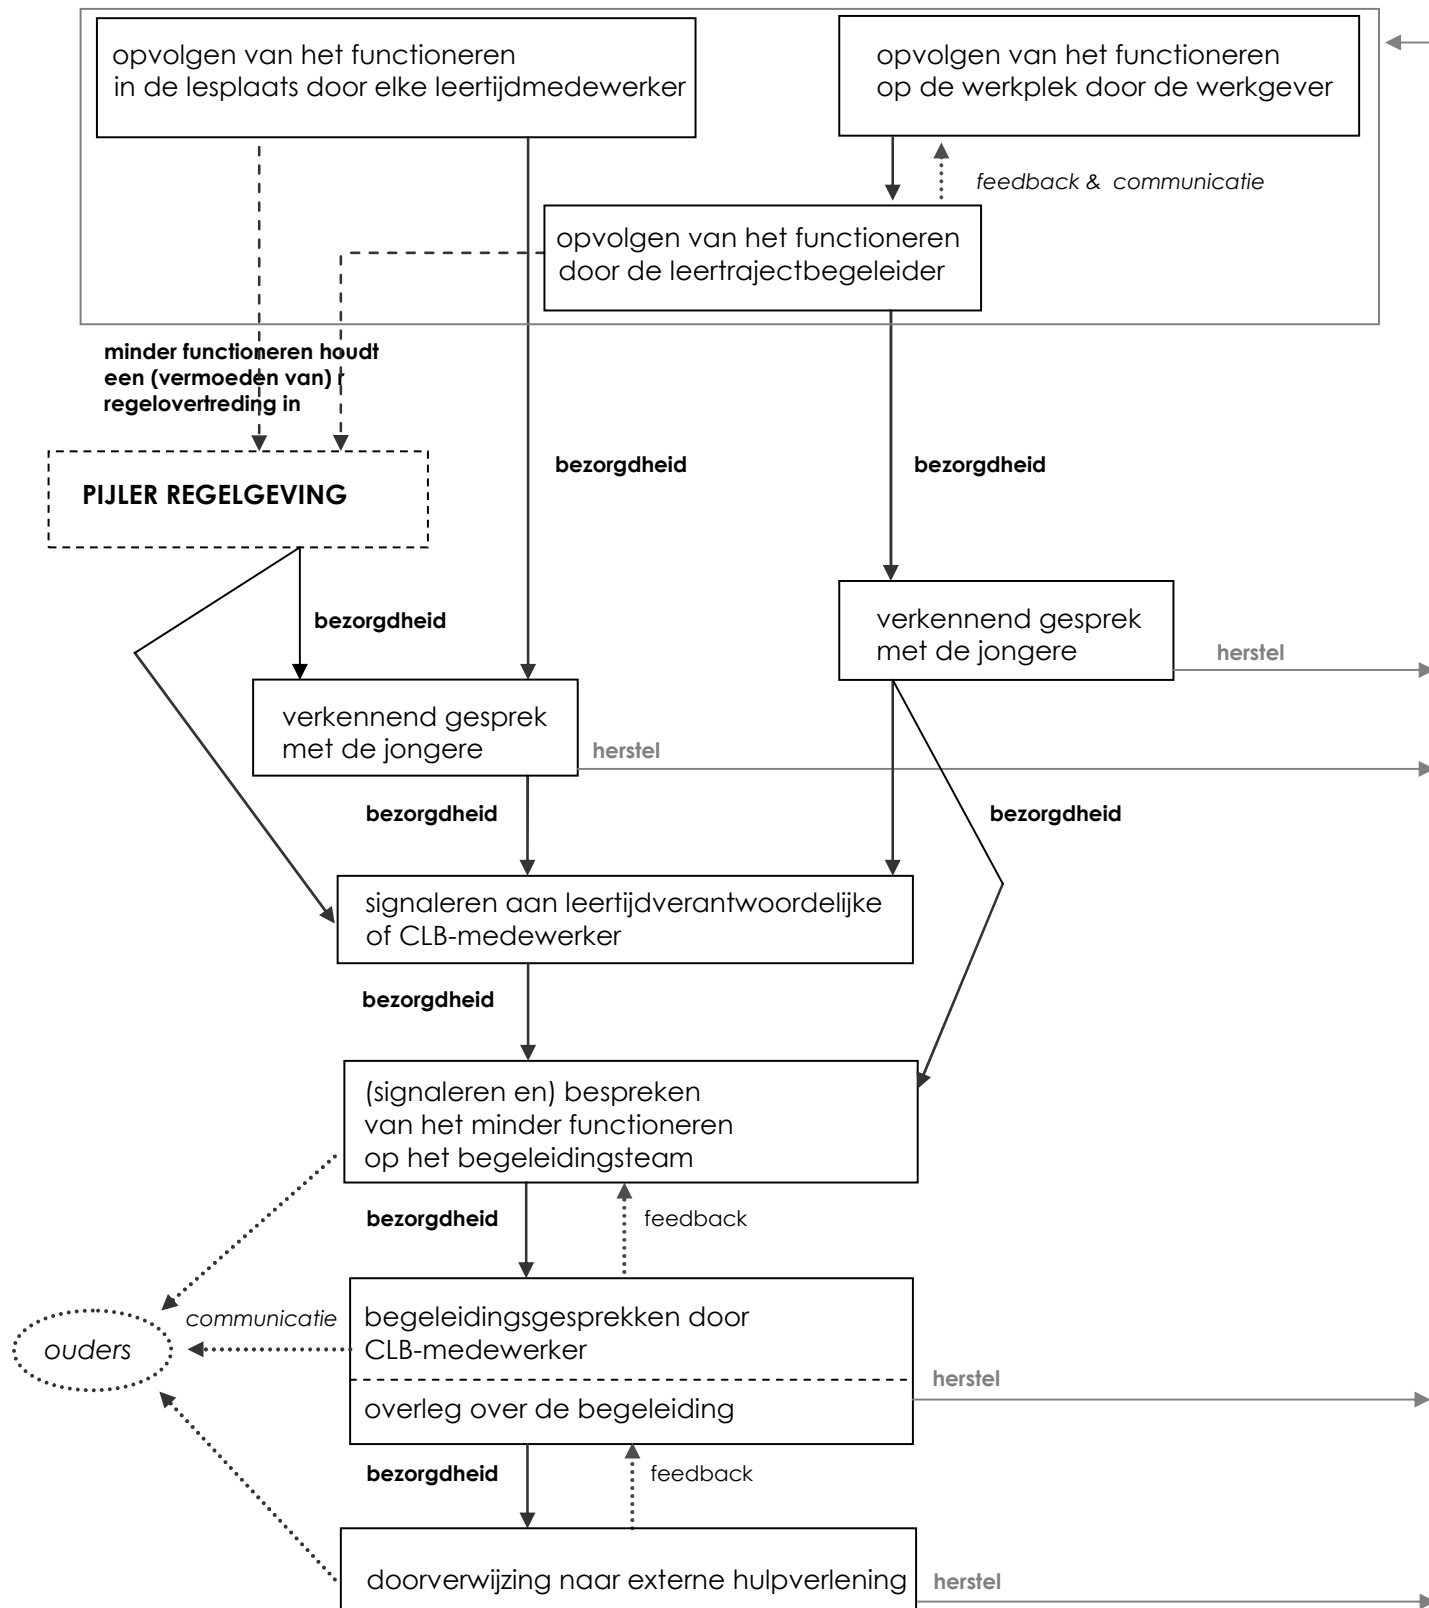 opvolgen van het functioneren
in de lesplaats door elke leertijdmedewerker
opvolgen van het functioneren
op de werkplek door de werkgever
feedback & communicatie
opvolgen van het functioneren
door de leertrajectbegeleider
minder functioneren houdt
een (vermoeden van) r
regelovertreding in
bezorgdheid
bezorgdheid
PIJLER REGELGEVING
bezorgdheid
verkennend gesprek
met de jongere
herstel
verkennend gesprek
met de jongere
herstel
bezorgdheid
bezorgdheid
signaleren aan leertijdverantwoordelijke
of CLB-medewerker
bezorgdheid
(signaleren en) bespreken
van het minder functioneren
op het begeleidingsteam
bezorgdheid
feedback
communicatie
ouders
begeleidingsgesprekken door
CLB-medewerker
herstel
overleg over de begeleiding
bezorgdheid
feedback
doorverwijzing naar externe hulpverlening
herstel